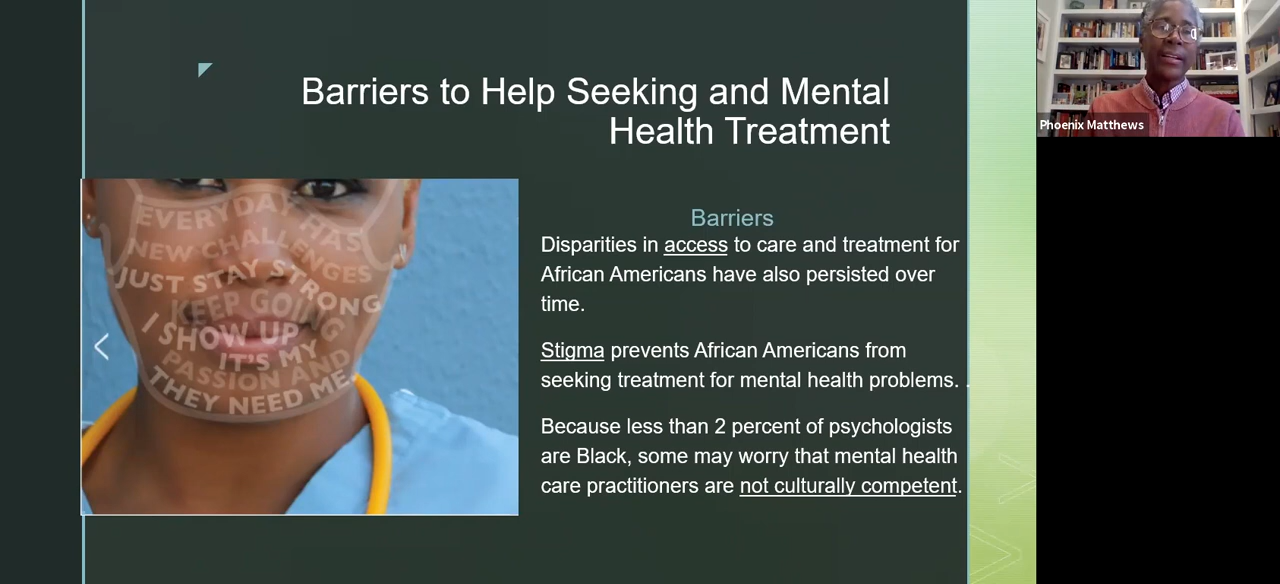 Barriers to Help Seeking and Mental
Health Treatment
Phoenix Matthews
EVERYDAY HAS
NEW CHALLENGES
JUST STAY STRONG
KEEP GOING
I SHOW UP
IT'S MY
PASSION AND
THEY NEED ME.
Barriers
Disparities in access to care and treatment for
African Americans have also persisted over
time.
Stigma prevents African Americans from
seeking treatment for mental health problems. .
Because less than 2 percent of psychologists
are Black, some may worry that mental health
care practitioners are not culturally competent.